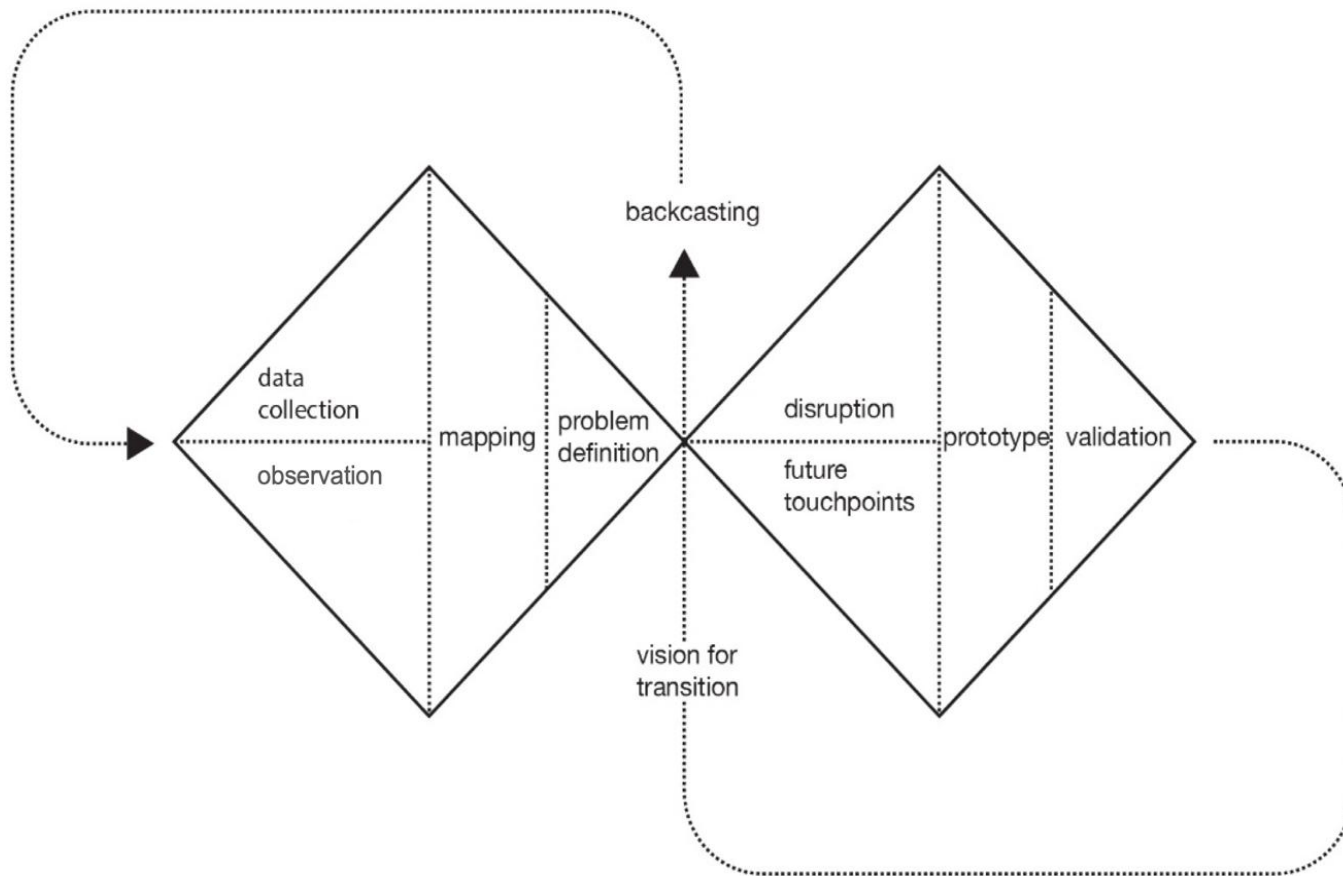 backcasting
data
collection
observation
mapping
problem
definition
disruption
future
touchpoints
prototype
validation
vision for
transition